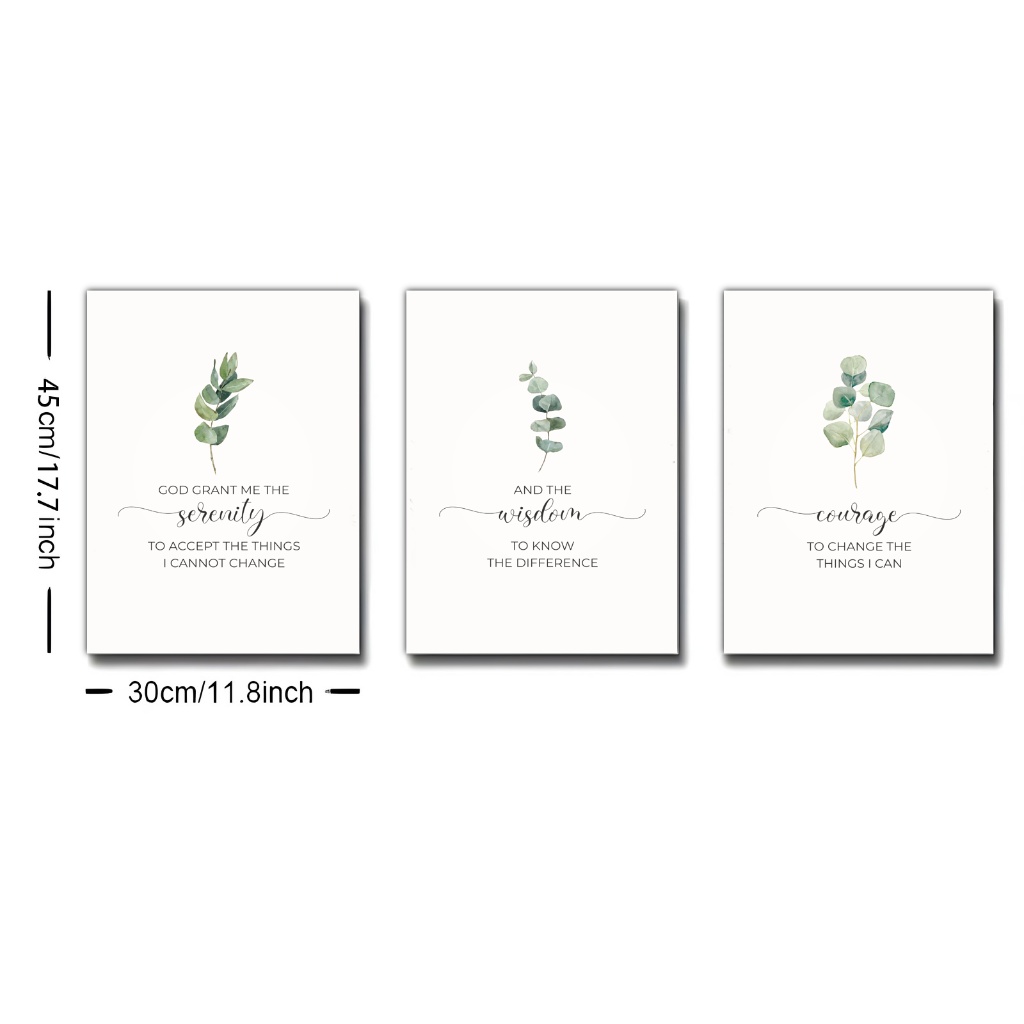 45cm/17.7inch
GOD GRANT ME THE
serenity
TO ACCEPT THE THINGS
I CANNOT CHANGE
AND THE
wisdom
TO KNOW
THE DIFFERENCE
courage
TO CHANGE THE
THINGS I CAN
30cm/11.8inch